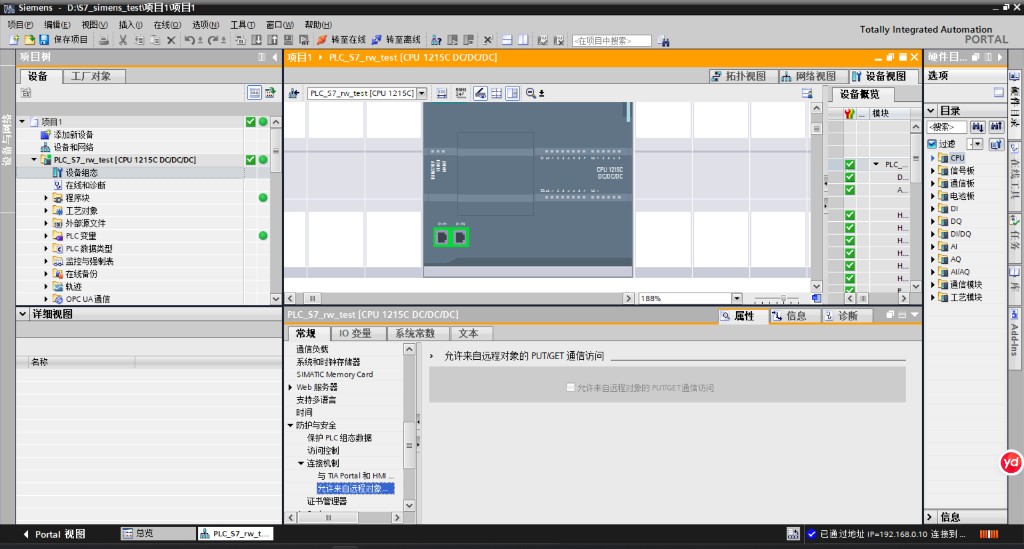 Siemens - D:\S7_simens_test\项目1\项目1
项目(P) 编辑(E) 视图(V) 插入(I) 在线(O) 选项(N) 工具(T) 窗口(W) 帮助(H)
保存项目 转至在线 转至离线 <在项目中搜索>
Totally Integrated Automation
PORTAL
项目树
设备 工厂对象
项目1
添加新设备
设备和网络
PLC_S7_rw_test [CPU 1215C DC/DC/DC]
设备组态
在线和诊断
程序块
工艺对象
外部源文件
PLC 变量
PLC 数据类型
监控与强制表
在线备份
轨迹
OPC UA 通信
详细视图
名称
项目1 PLC_S7_rw_test [CPU 1215C DC/DC/DC]
拓扑视图 网络视图 设备视图
PLC_S7_rw_test [CPU 1215C]
CPU 1215C
DC/DC/DC
188%
设备概览
... 模块
PLC_...
D...
A...
H...
H...
H...
H...
H...
PLC_S7_rw_test [CPU 1215C DC/DC/DC]
属性 信息 诊断
常规 IO 变量 系统常数 文本
通信负载
系统和时钟存储器
SIMATIC Memory Card
Web 服务器
支持多语言
时间
防护与安全
保护 PLC 组态数据
访问控制
连接机制
与 TIA Portal 和 HMI ...
允许来自远程对象...
证书管理器
允许来自远程对象的 PUT/GET 通信访问
允许来自远程对象的 PUT/GET 通信访问
硬件目...
选项
目录
<搜索>
过滤
CPU
信号板
通信板
电池板
DI
DQ
DI/DQ
AI
AQ
AI/AQ
通信模块
工艺模块
信息
硬件目录
在线工具
任务
库
Add-Ins
yd
Portal 视图 总览 PLC_S7_rw_t... 已通过地址 IP=192.168.0.10 连接到 ...